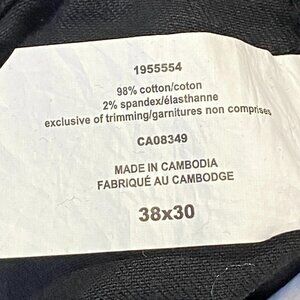 1955554
98% cotton/coton
2% spandex/élasthanne
exclusive of trimming/garnitures non comprises
CA08349
MADE IN CAMBODIA
FABRIQUÉ AU CAMBODGE
38x30